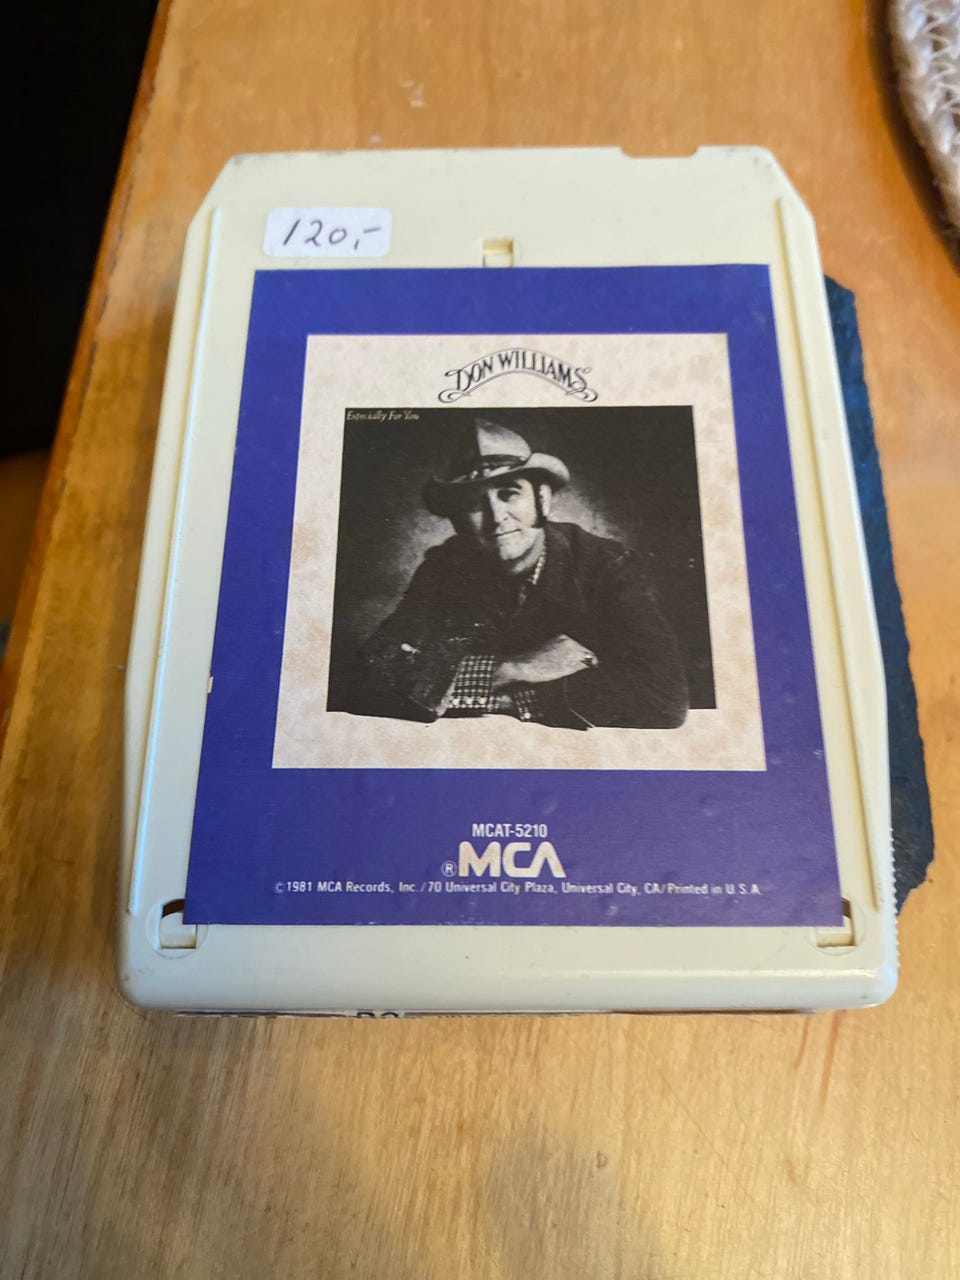 120,-
DON WILLIAMS
Especially For You
MCAT-5210
®MCA
©1981 MCA Records, Inc./70 Universal City Plaza, Universal City, CA/Printed in U.S.A.